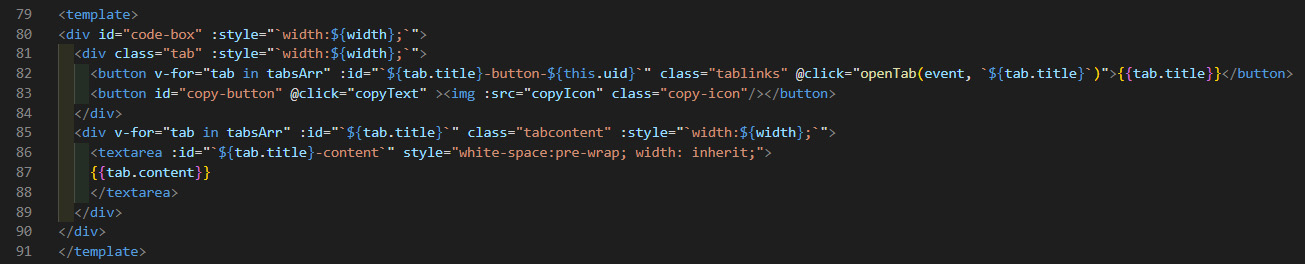 79 <template>
80 <div id="code-box" :style="`width:${width};`">
81   <div class="tab" :style="`width:${width};`">
82     <button v-for="tab in tabsArr" :id="`${tab.title}-button-${this.uid}`" class="tablinks" @click="openTab(event, `${tab.title}`)">{{tab.title}}</button>
83     <button id="copy-button" @click="copyText" ><img :src="copyIcon" class="copy-icon"/></button>
84   </div>
85   <div v-for="tab in tabsArr" :id="`${tab.title}`" class="tabcontent" :style="`width:${width};`">
86     <textarea :id="`${tab.title}-content`" style="white-space:pre-wrap; width: inherit;">
87     {{tab.content}}
88     </textarea>
89   </div>
90 </div>
91 </template>